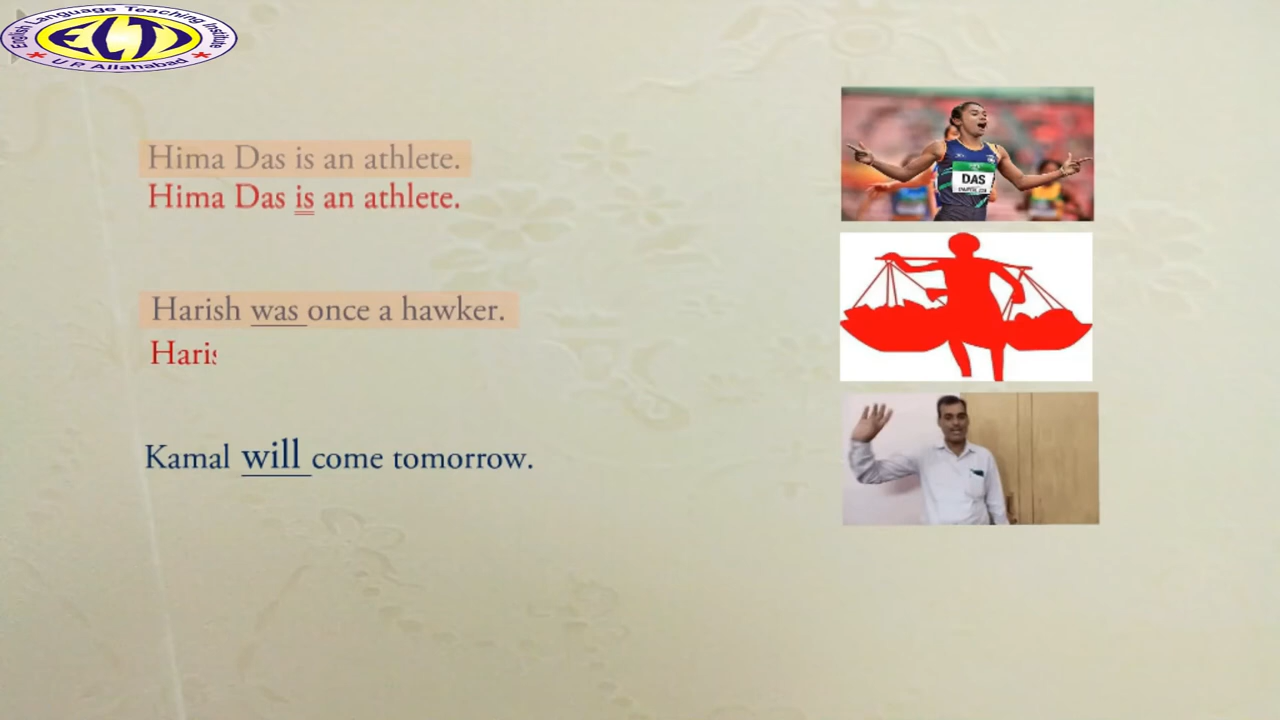 English Language Teaching Institute
ELTI
U P Allahabad
Hima Das is an athlete.
Hima Das is an athlete.
DAS
Harish was once a hawker.
Haris
Kamal will come tomorrow.